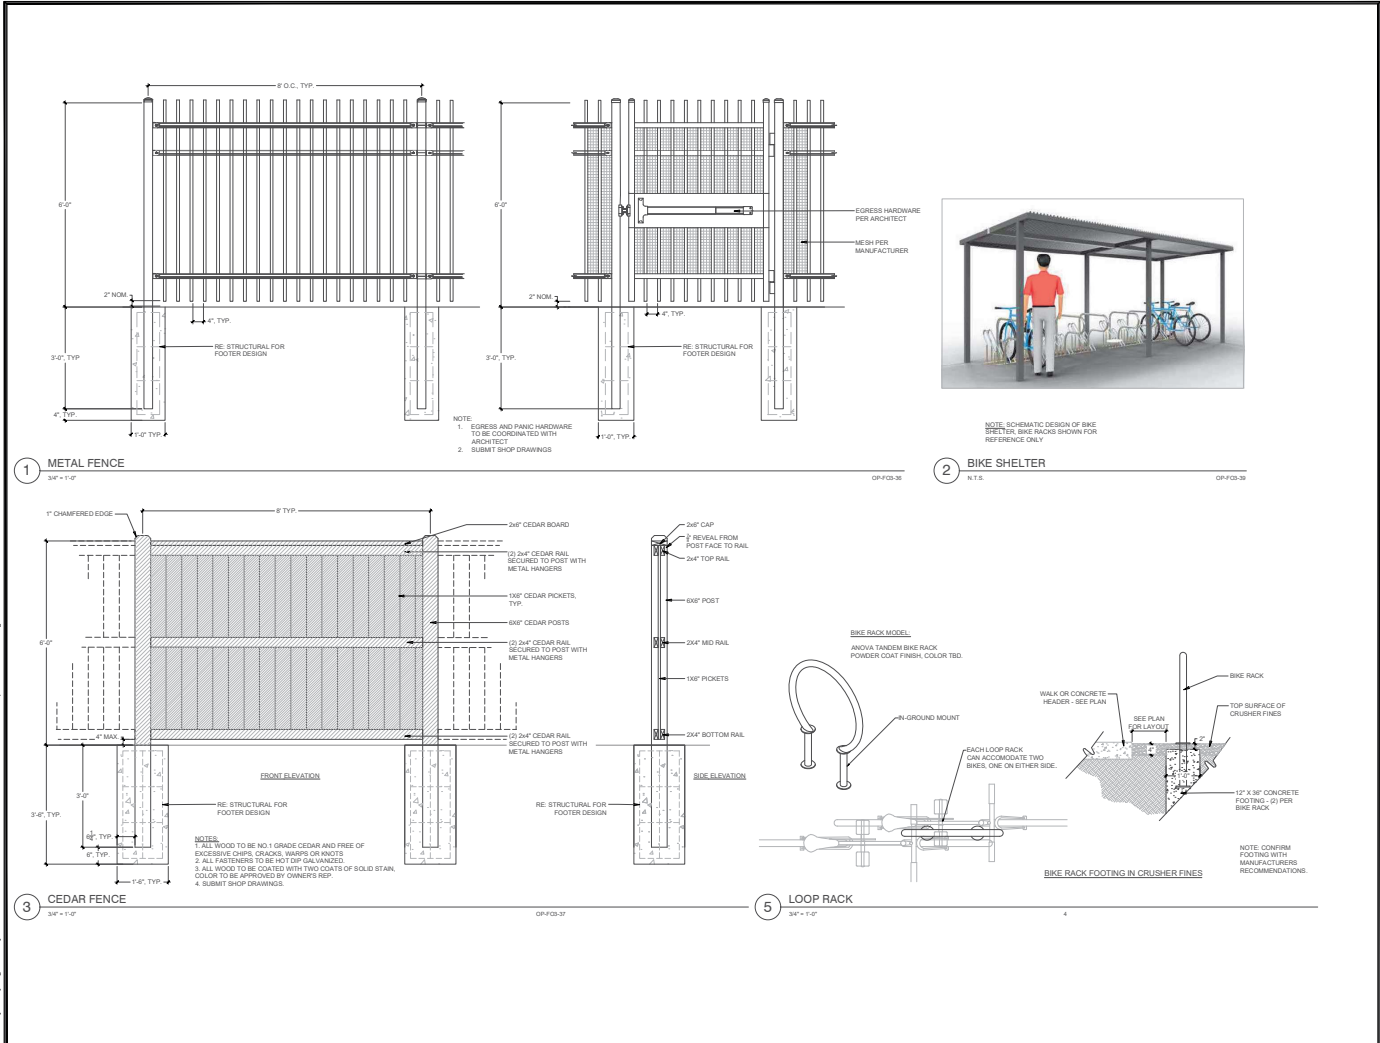 8' O.C., TYP.
6'-0"
2" NOM.
4", TYP.
3'-0", TYP
4", TYP.
1'-0" TYP.
RE: STRUCTURAL FOR
FOOTER DESIGN
6'-0"
2" NOM.
4", TYP.
3'-0", TYP.
1'-0", TYP.
RE: STRUCTURAL FOR
FOOTER DESIGN
EGRESS HARDWARE
PER ARCHITECT
MESH PER
MANUFACTURER
NOTE:
1. EGRESS AND PANIC HARDWARE
TO BE COORDINATED WITH
ARCHITECT
2. SUBMIT SHOP DRAWINGS
1 METAL FENCE
3/4" = 1'-0"
OP-FC3-36
NOTE: SCHEMATIC DESIGN OF BIKE
SHELTER, BIKE RACKS SHOWN FOR
REFERENCE ONLY
2 BIKE SHELTER
N.T.S.
OP-FC3-39
1" CHAMFERED EDGE
8' TYP.
2x6" CEDAR BOARD
(2) 2x4" CEDAR RAIL
SECURED TO POST WITH
METAL HANGERS
1X6" CEDAR PICKETS,
TYP.
6X6" CEDAR POSTS
(2) 2x4" CEDAR RAIL
SECURED TO POST WITH
METAL HANGERS
(2) 2x4" CEDAR RAIL
SECURED TO POST WITH
METAL HANGERS
6'-0"
4" MAX.
3'-0"
3'-6", TYP.
TYP.
6", TYP.
1'-6", TYP.
FRONT ELEVATION
RE: STRUCTURAL FOR
FOOTER DESIGN
NOTES:
1. ALL WOOD TO BE NO.1 GRADE CEDAR AND FREE OF
EXCESSIVE CHIPS, CRACKS, WARPS OR KNOTS
2. ALL FASTENERS TO BE HOT DIP GALVANIZED.
3. ALL WOOD TO BE COATED WITH TWO COATS OF SOLID STAIN,
COLOR TO BE APPROVED BY OWNER'S REP.
4. SUBMIT SHOP DRAWINGS.
2x6" CAP
REVEAL FROM
POST FACE TO RAIL
2x4" TOP RAIL
6X6" POST
2X4" MID RAIL
1X6" PICKETS
2X4" BOTTOM RAIL
SIDE ELEVATION
RE: STRUCTURAL FOR
FOOTER DESIGN
3 CEDAR FENCE
3/4" = 1'-0"
OP-FC3-37
BIKE RACK MODEL:
ANOVA TANDEM BIKE RACK
POWDER COAT FINISH, COLOR TBD.
IN-GROUND MOUNT
EACH LOOP RACK
CAN ACCOMODATE TWO
BIKES, ONE ON EITHER SIDE.
WALK OR CONCRETE
HEADER - SEE PLAN
SEE PLAN
FOR LAYOUT
BIKE RACK
TOP SURFACE OF
CRUSHER FINES
2"
4"
1'-0"
12" X 36" CONCRETE
FOOTING - (2) PER
BIKE RACK
NOTE: CONFIRM
FOOTING WITH
MANUFACTURERS
RECOMMENDATIONS.
BIKE RACK FOOTING IN CRUSHER FINES
5 LOOP RACK
3/4" = 1'-0"
4